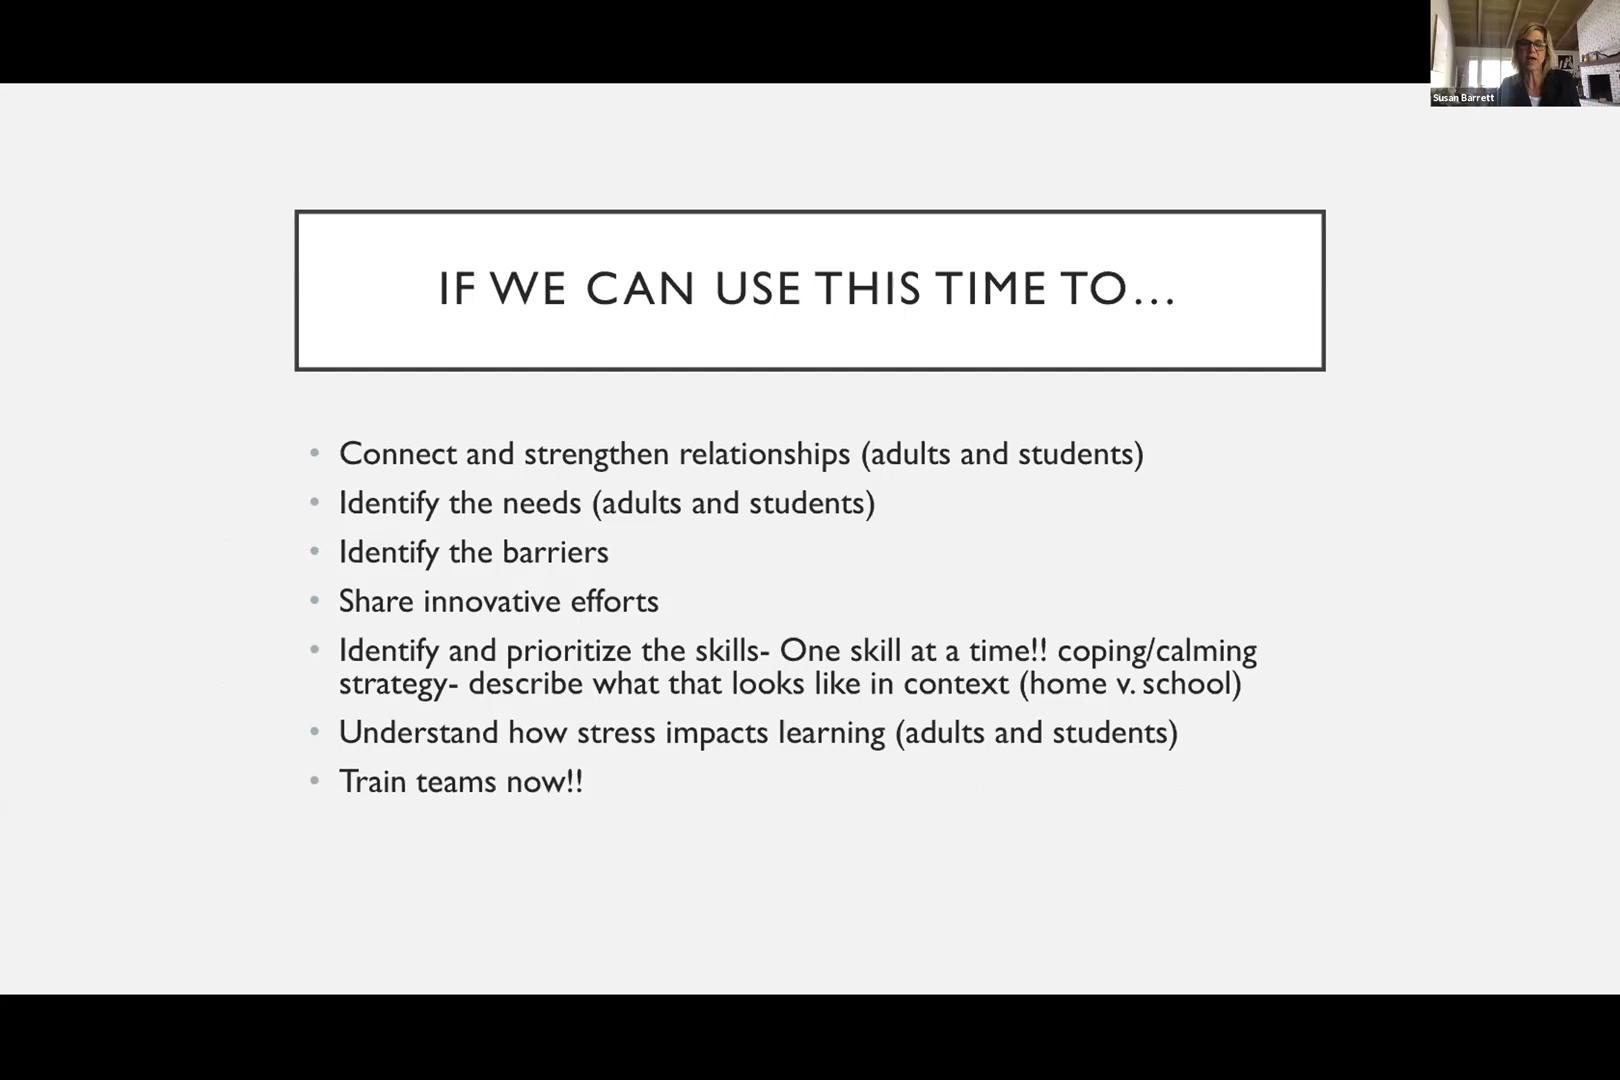 Susan Barrett
IF WE CAN USE THIS TIME TO...
• Connect and strengthen relationships (adults and students)
• Identify the needs (adults and students)
• Identify the barriers
• Share innovative efforts
• Identify and prioritize the skills- One skill at a time!! coping/calming
strategy- describe what that looks like in context (home v. school)
• Understand how stress impacts learning (adults and students)
• Train teams now!!